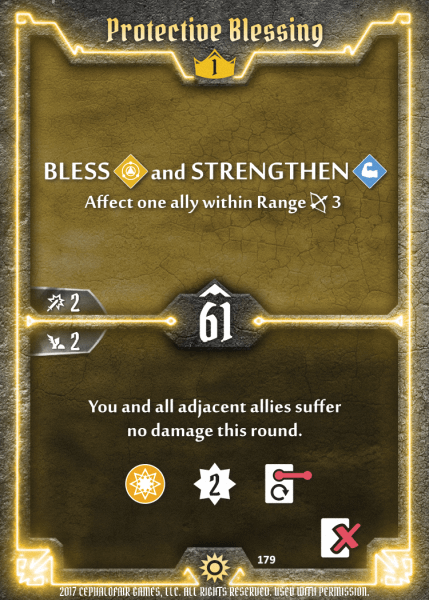 Protective Blessing
1
BLESS and STRENGTHEN
Affect one ally within Range 3
2
61
2
You and all adjacent allies suffer
no damage this round.
2
179
2017 CEPHALOFAIR GAMES, LLC. ALL RIGHTS RESERVED. USED WITH PERMISSION.